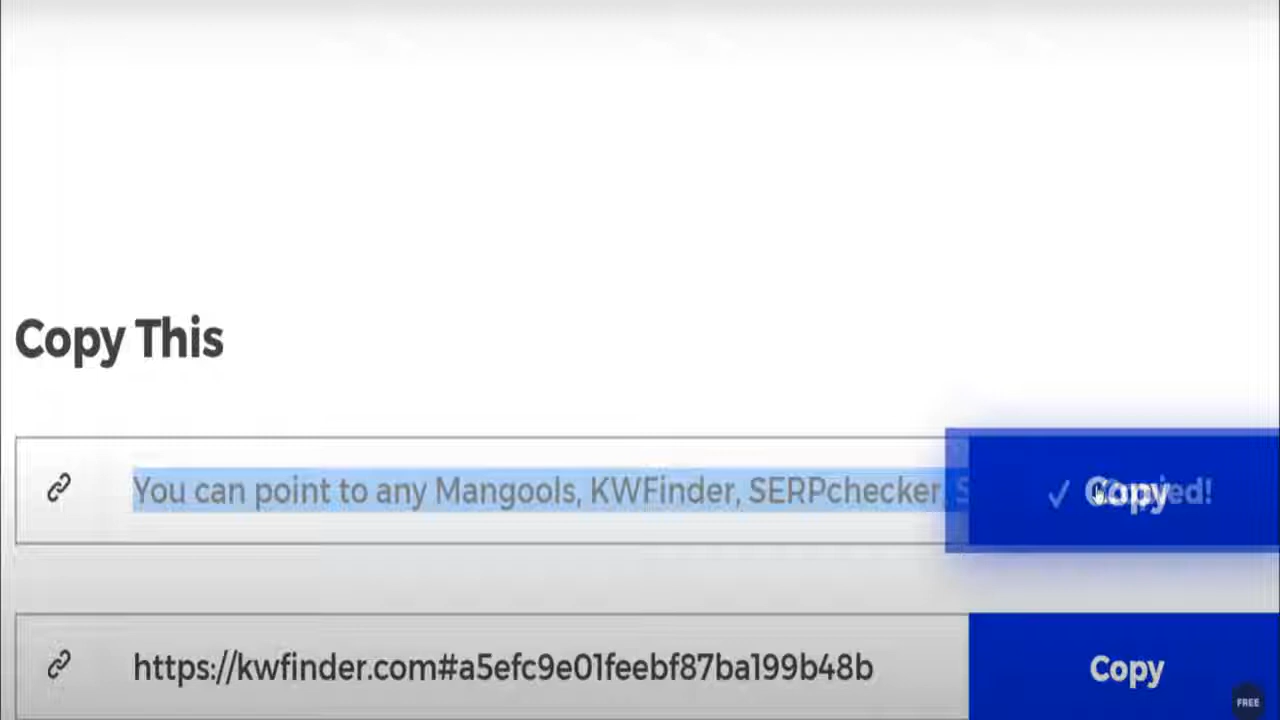 Copy This
You can point to any Mangools, KWFinder, SERPchecker, S
Copy
https://kwfinder.com#a5efc9e01feebf87ba199b48b
Copy
FREE